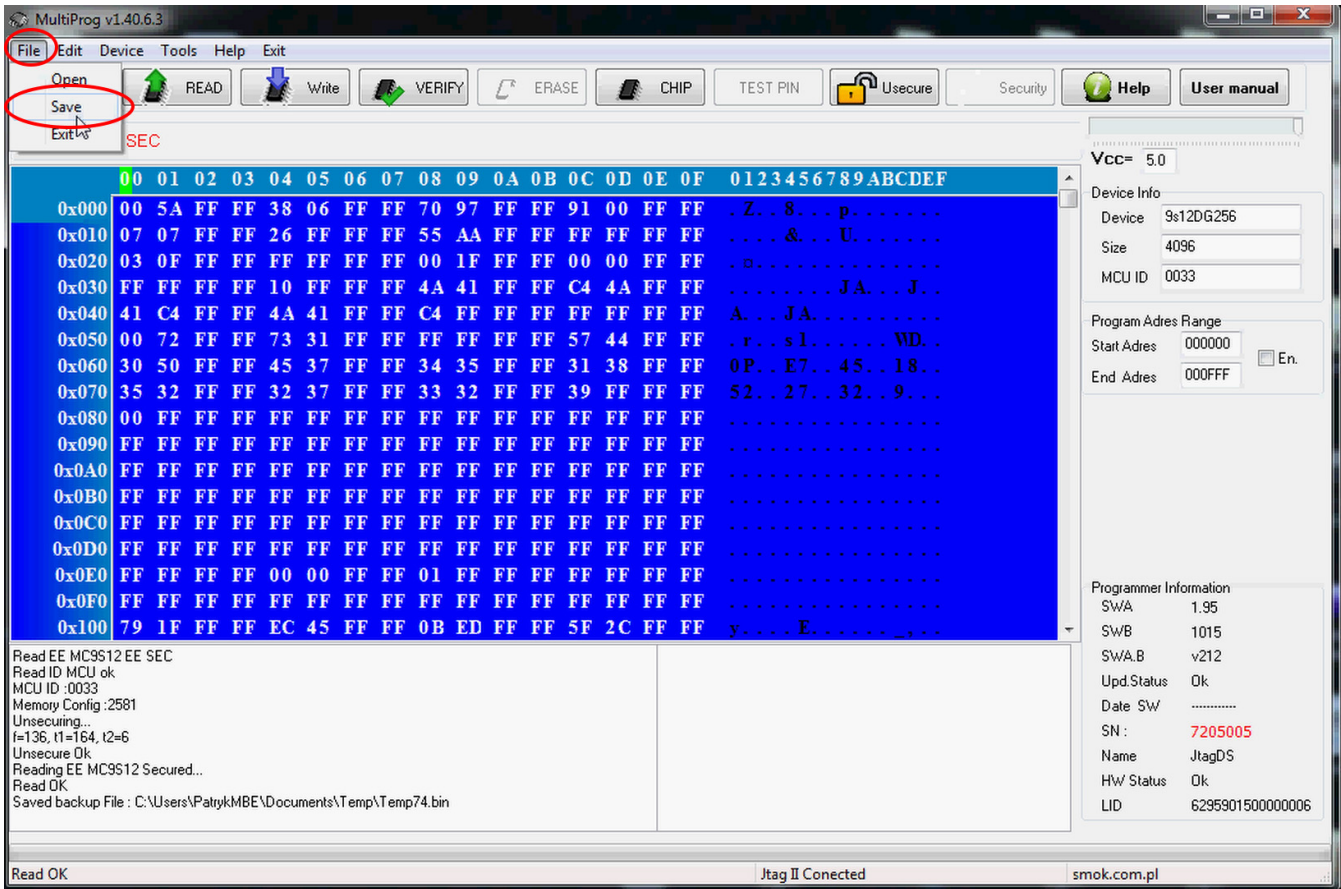 MultiProg v1.40.6.3
File Edit Device Tools Help Exit
Open
Save
Exit
READ Write VERIFY ERASE CHIP TEST PIN Usecure Security Help User manual
SEC
Vcc= 5.0
00 01 02 03 04 05 06 07 08 09 0A 0B 0C 0D 0E 0F 0123456789ABCDEF
0x000 00 5A FF FF 38 06 FF FF 70 97 FF FF 91 00 FF FF .Z..8...p.......
0x010 07 07 FF FF 26 FF FF FF 55 AA FF FF FF FF FF FF ....&...U.......
0x020 03 0F FF FF FF FF FF FF 00 1F FF FF 00 00 FF FF
0x030 FF FF FF FF 10 FF FF FF 4A 41 FF FF C4 4A FF FF ........JA...J..
0x040 41 C4 FF FF 4A 41 FF FF C4 FF FF FF FF FF FF FF A...JA..........
0x050 00 72 FF FF 73 31 FF FF FF FF FF FF 57 44 FF FF .r..s1......WD..
0x060 30 50 FF FF 45 37 FF FF 34 35 FF FF 31 38 FF FF 0P..E7..45..18..
0x070 35 32 FF FF 32 37 FF FF 33 32 FF FF 39 FF FF FF 52..27..32..9...
0x080 00 FF FF FF FF FF FF FF FF FF FF FF FF FF FF FF ................
0x090 FF FF FF FF FF FF FF FF FF FF FF FF FF FF FF FF ................
0x0A0 FF FF FF FF FF FF FF FF FF FF FF FF FF FF FF FF ................
0x0B0 FF FF FF FF FF FF FF FF FF FF FF FF FF FF FF FF ................
0x0C0 FF FF FF FF FF FF FF FF FF FF FF FF FF FF FF FF ................
0x0D0 FF FF FF FF FF FF FF FF FF FF FF FF FF FF FF FF ................
0x0E0 FF FF FF FF 00 00 FF FF 01 FF FF FF FF FF FF FF ................
0x0F0 FF FF FF FF FF FF FF FF FF FF FF FF FF FF FF FF ................
0x100 79 1F FF FF EC 45 FF FF 0B ED FF FF 5F 2C FF FF y....E......_,..
Device Info
Device 9s12DG256
Size 4096
MCU ID 0033
Program Adres Range
Start Adres 000000
En.
End Adres 000FFF
Programmer Information
SWA 1.95
SWB 1015
SWA.B v212
Upd.Status Ok
Date SW -----------
SN : 7205005
Name JtagDS
HW Status Ok
LID 6295901500000006
Read EE MC9S12 EE SEC
Read ID MCU ok
MCU ID :0033
Memory Config :2581
Unsecuring...
f=136, t1=164, t2=6
Unsecure Ok
Reading EE MC9S12 Secured...
Read OK
Saved backup File : C:\Users\PatrykMBE\Documents\Temp\Temp74.bin
Read OK Jtag II Conected smok.com.pl